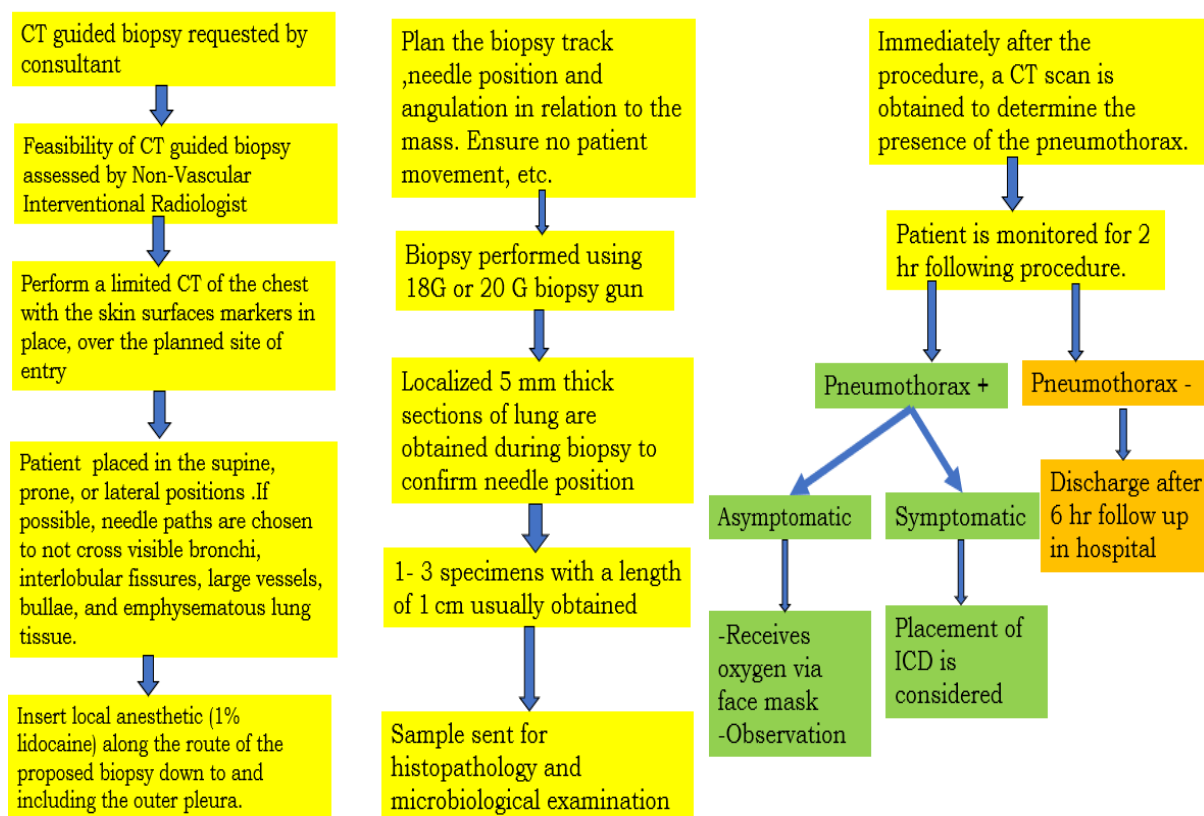 CT guided biopsy requested by
consultant
Feasibility of CT guided biopsy
assessed by Non-Vascular
Interventional Radiologist
Perform a limited CT of the chest
with the skin surfaces markers in
place, over the planned site of
entry
Patient  placed in the supine,
prone, or lateral positions .If
possible, needle paths are chosen
to not cross visible bronchi,
interlobular fissures, large vessels,
bullae, and emphysematous lung
tissue.
Insert local anesthetic (1%
lidocaine) along the route of the
proposed biopsy down to and
including the outer pleura.
Plan the biopsy track
,needle position and
angulation in relation to the
mass. Ensure no patient
movement, etc.
Biopsy performed using
18G or 20 G biopsy gun
Localized 5 mm thick
sections of lung are
obtained during biopsy to
confirm needle position
1- 3 specimens with a length
of 1 cm usually obtained
Sample sent for
histopathology and
microbiological examination
Immediately after the
procedure, a CT scan is
obtained to determine the
presence of the pneumothorax.
Patient is monitored for 2
hr following procedure.
Pneumothorax +
Pneumothorax -
Asymptomatic
Symptomatic
Discharge after
6 hr follow up
in hospital
-Receives
oxygen via
face mask
-Observation
Placement of
ICD is
considered